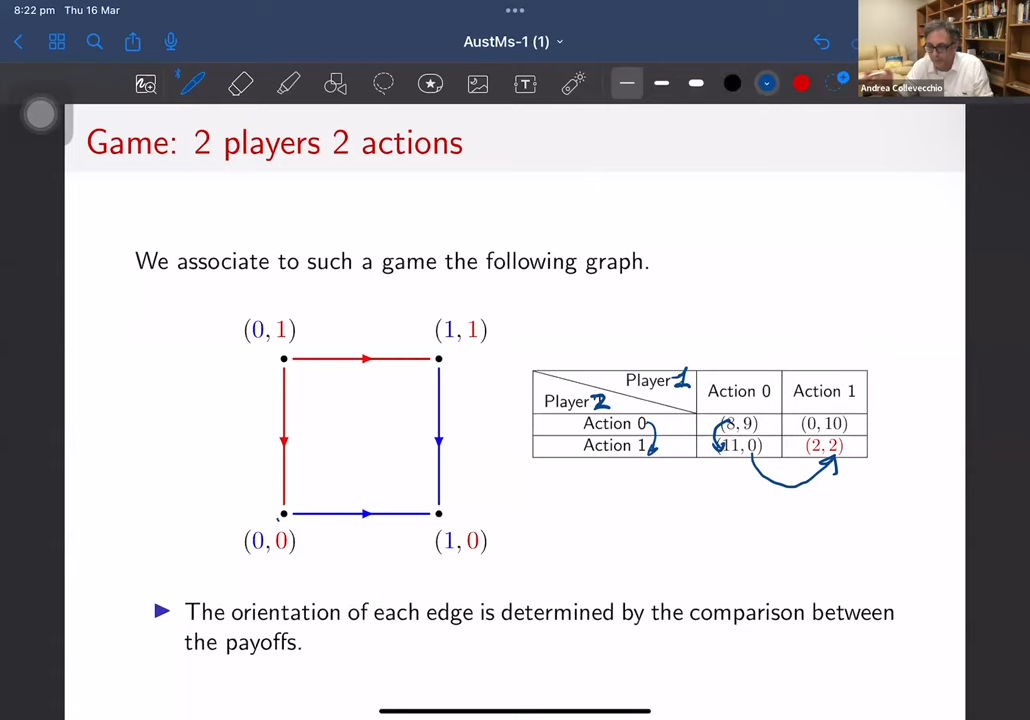 8:22 pm Thu 16 Mar
AustMs-1 (1)
Andrea Collevecchio
Game: 2 players 2 actions
We associate to such a game the following graph.
(0, 1) (1, 1)
(0, 0) (1, 0)
Player 1
Player 2
Action 0 Action 1
Action 0 (8, 9) (0, 10)
Action 1 (11, 0) (2, 2)
The orientation of each edge is determined by the comparison between
the payoffs.